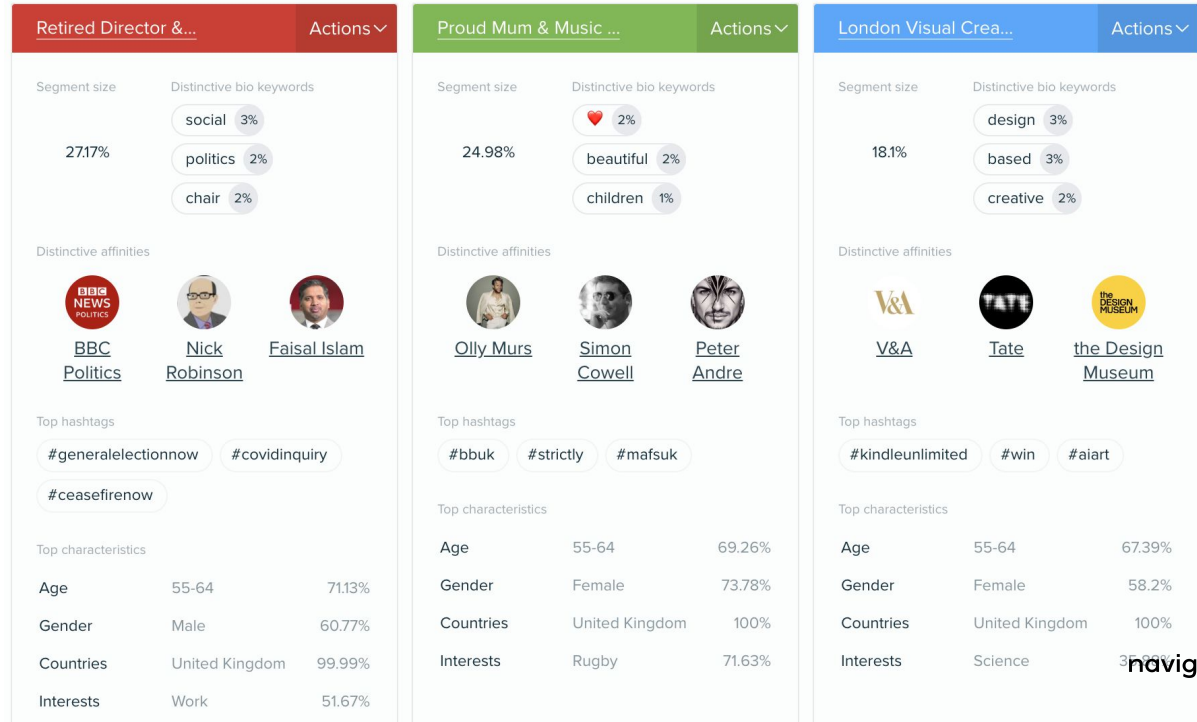 Retired Director &...
Actions
Segment size
Distinctive bio keywords
social 3%
27.17%
politics 2%
chair 2%
Distinctive affinities
BBC
NEWS
POLITICS
BBC Politics
Nick Robinson
Faisal Islam
Top hashtags
#generalelectionnow #covidinquiry
#ceasefirenow
Top characteristics
Age 55-64 71.13%
Gender Male 60.77%
Countries United Kingdom 99.99%
Interests Work 51.67%
Proud Mum & Music ...
Actions
Segment size
Distinctive bio keywords
❤️ 2%
24.98%
beautiful 2%
children 1%
Distinctive affinities
Olly Murs
Simon Cowell
Peter Andre
Top hashtags
#bbuk #strictly #mafsuk
Top characteristics
Age 55-64 69.26%
Gender Female 73.78%
Countries United Kingdom 100%
Interests Rugby 71.63%
London Visual Crea...
Actions
Segment size
Distinctive bio keywords
design 3%
18.1%
based 3%
creative 2%
Distinctive affinities
V&A
TATE
the
DESIGN
MUSEUM
V&A
Tate
the Design Museum
Top hashtags
#kindleunlimited #win #aiart
Top characteristics
Age 55-64 67.39%
Gender Female 58.2%
Countries United Kingdom 100%
Interests Science
navig